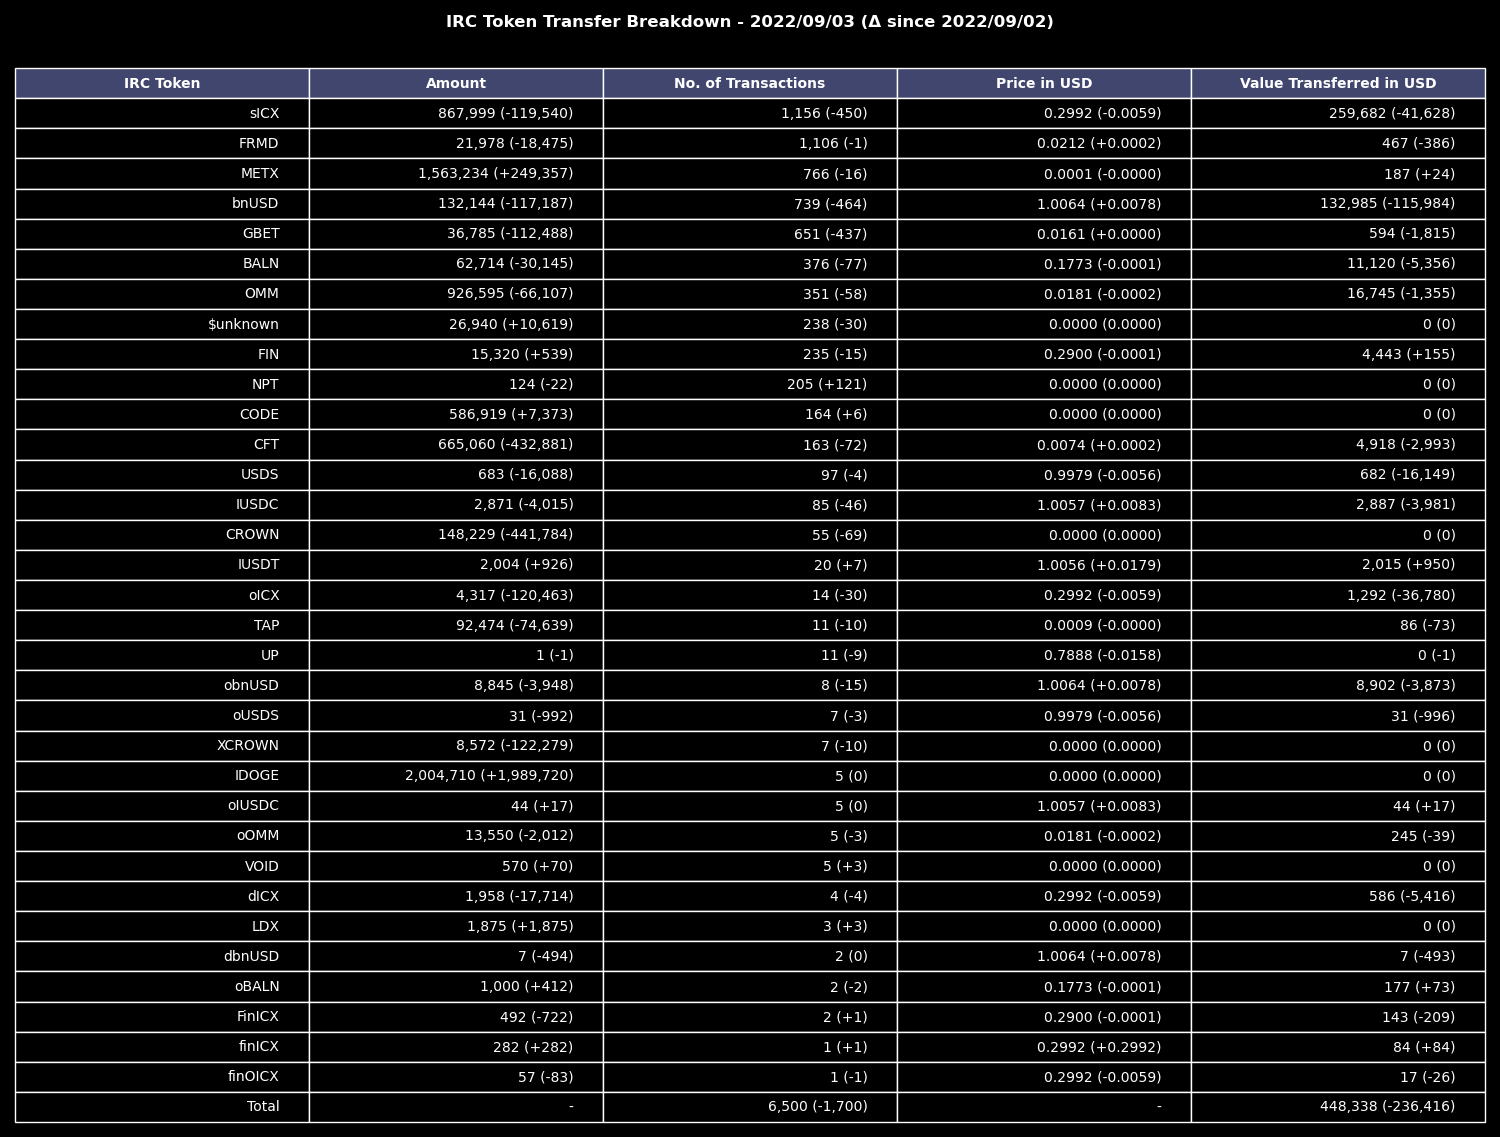 IRC Token Transfer Breakdown - 2022/09/03 (Δ since 2022/09/02)
IRC Token Amount No. of Transactions Price in USD Value Transferred in USD
sICX 867,999 (-119,540) 1,156 (-450) 0.2992 (-0.0059) 259,682 (-41,628)
FRMD 21,978 (-18,475) 1,106 (-1) 0.0212 (+0.0002) 467 (-386)
METX 1,563,234 (+249,357) 766 (-16) 0.0001 (-0.0000) 187 (+24)
bnUSD 132,144 (-117,187) 739 (-464) 1.0064 (+0.0078) 132,985 (-115,984)
GBET 36,785 (-112,488) 651 (-437) 0.0161 (+0.0000) 594 (-1,815)
BALN 62,714 (-30,145) 376 (-77) 0.1773 (-0.0001) 11,120 (-5,356)
OMM 926,595 (-66,107) 351 (-58) 0.0181 (-0.0002) 16,745 (-1,355)
$unknown 26,940 (+10,619) 238 (-30) 0.0000 (0.0000) 0 (0)
FIN 15,320 (+539) 235 (-15) 0.2900 (-0.0001) 4,443 (+155)
NPT 124 (-22) 205 (+121) 0.0000 (0.0000) 0 (0)
CODE 586,919 (+7,373) 164 (+6) 0.0000 (0.0000) 0 (0)
CFT 665,060 (-432,881) 163 (-72) 0.0074 (+0.0002) 4,918 (-2,993)
USDS 683 (-16,088) 97 (-4) 0.9979 (-0.0056) 682 (-16,149)
IUSDC 2,871 (-4,015) 85 (-46) 1.0057 (+0.0083) 2,887 (-3,981)
CROWN 148,229 (-441,784) 55 (-69) 0.0000 (0.0000) 0 (0)
IUSDT 2,004 (+926) 20 (+7) 1.0056 (+0.0179) 2,015 (+950)
oICX 4,317 (-120,463) 14 (-30) 0.2992 (-0.0059) 1,292 (-36,780)
TAP 92,474 (-74,639) 11 (-10) 0.0009 (-0.0000) 86 (-73)
UP 1 (-1) 11 (-9) 0.7888 (-0.0158) 0 (-1)
obnUSD 8,845 (-3,948) 8 (-15) 1.0064 (+0.0078) 8,902 (-3,873)
oUSDS 31 (-992) 7 (-3) 0.9979 (-0.0056) 31 (-996)
XCROWN 8,572 (-122,279) 7 (-10) 0.0000 (0.0000) 0 (0)
IDOGE 2,004,710 (+1,989,720) 5 (0) 0.0000 (0.0000) 0 (0)
oIUSDC 44 (+17) 5 (0) 1.0057 (+0.0083) 44 (+17)
oOMM 13,550 (-2,012) 5 (-3) 0.0181 (-0.0002) 245 (-39)
VOID 570 (+70) 5 (+3) 0.0000 (0.0000) 0 (0)
dICX 1,958 (-17,714) 4 (-4) 0.2992 (-0.0059) 586 (-5,416)
LDX 1,875 (+1,875) 3 (+3) 0.0000 (0.0000) 0 (0)
dbnUSD 7 (-494) 2 (0) 1.0064 (+0.0078) 7 (-493)
oBALN 1,000 (+412) 2 (-2) 0.1773 (-0.0001) 177 (+73)
FinICX 492 (-722) 2 (+1) 0.2900 (-0.0001) 143 (-209)
finICX 282 (+282) 1 (+1) 0.2992 (+0.2992) 84 (+84)
finOICX 57 (-83) 1 (-1) 0.2992 (-0.0059) 17 (-26)
Total - 6,500 (-1,700) - 448,338 (-236,416)